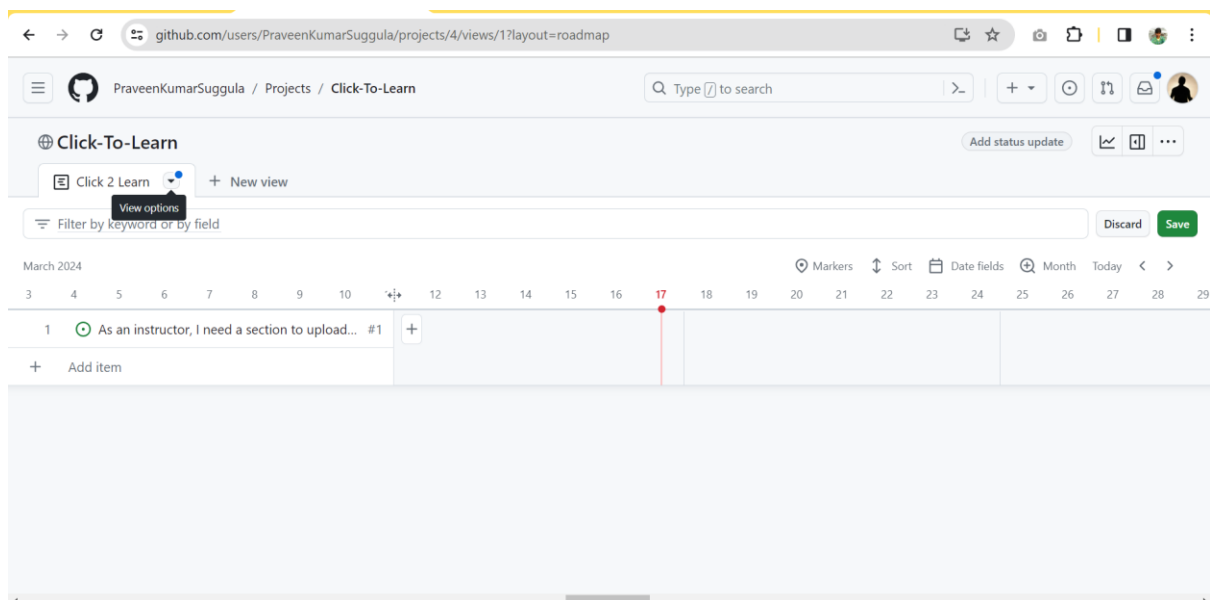 github.com/users/PraveenKumarSuggula/projects/4/views/1?layout=roadmap
PraveenKumarSuggula / Projects / Click-To-Learn
Type / to search
Click-To-Learn
Add status update
Click 2 Learn
+ New view
View options
Filter by keyword or by field
Discard
Save
March 2024
Markers Sort Date fields Month Today
3 4 5 6 7 8 9 10 12 13 14 15 16 17 18 19 20 21 22 23 24 25 26 27 28 29
1 As an instructor, I need a section to upload... #1 +
+ Add item